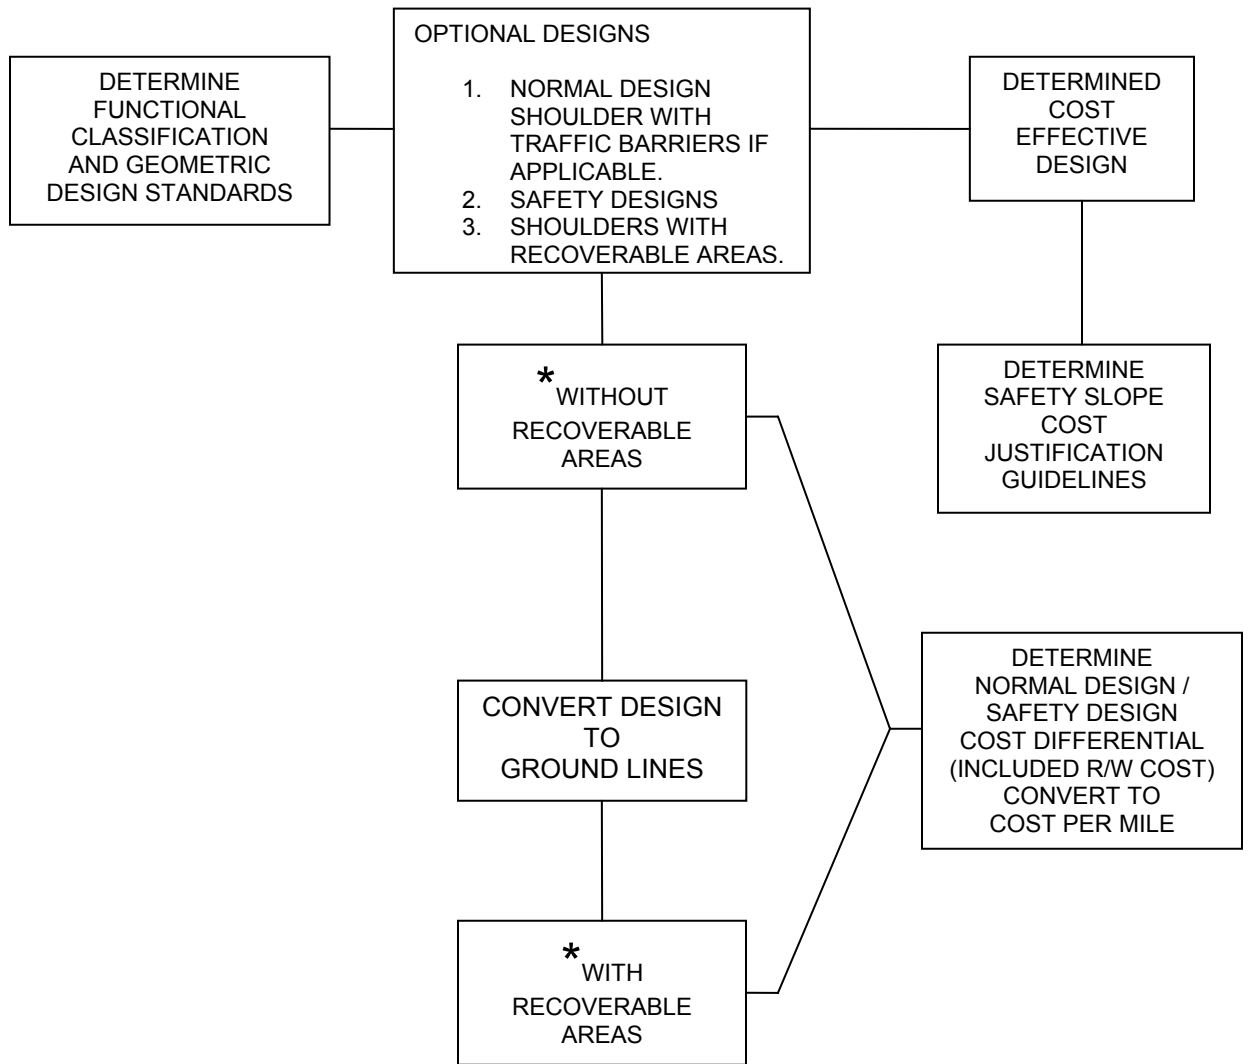 DETERMINE
FUNCTIONAL
CLASSIFICATION
AND GEOMETRIC
DESIGN STANDARDS
OPTIONAL DESIGNS
1. NORMAL DESIGN
SHOULDER WITH
TRAFFIC BARRIERS IF
APPLICABLE.
2. SAFETY DESIGNS
3. SHOULDERS WITH
RECOVERABLE AREAS.
DETERMINED
COST
EFFECTIVE
DESIGN
*WITHOUT
RECOVERABLE
AREAS
DETERMINE
SAFETY SLOPE
COST
JUSTIFICATION
GUIDELINES
CONVERT DESIGN
TO
GROUND LINES
DETERMINE
NORMAL DESIGN /
SAFETY DESIGN
COST DIFFERENTIAL
(INCLUDED R/W COST)
CONVERT TO
COST PER MILE
*WITH
RECOVERABLE
AREAS